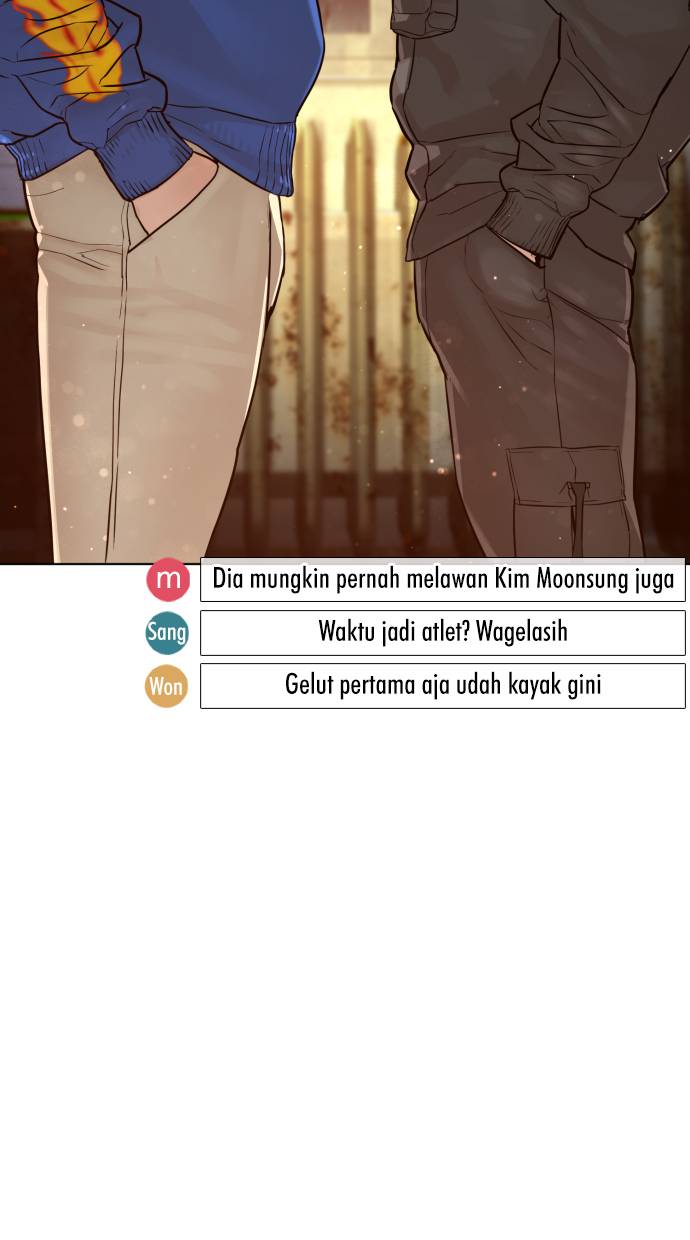 m Dia mungkin pernah melawan Kim Moonsung juga
Sang Waktu jadi atlet? Wagelasih
Won Gelut pertama aja udah kayak gini